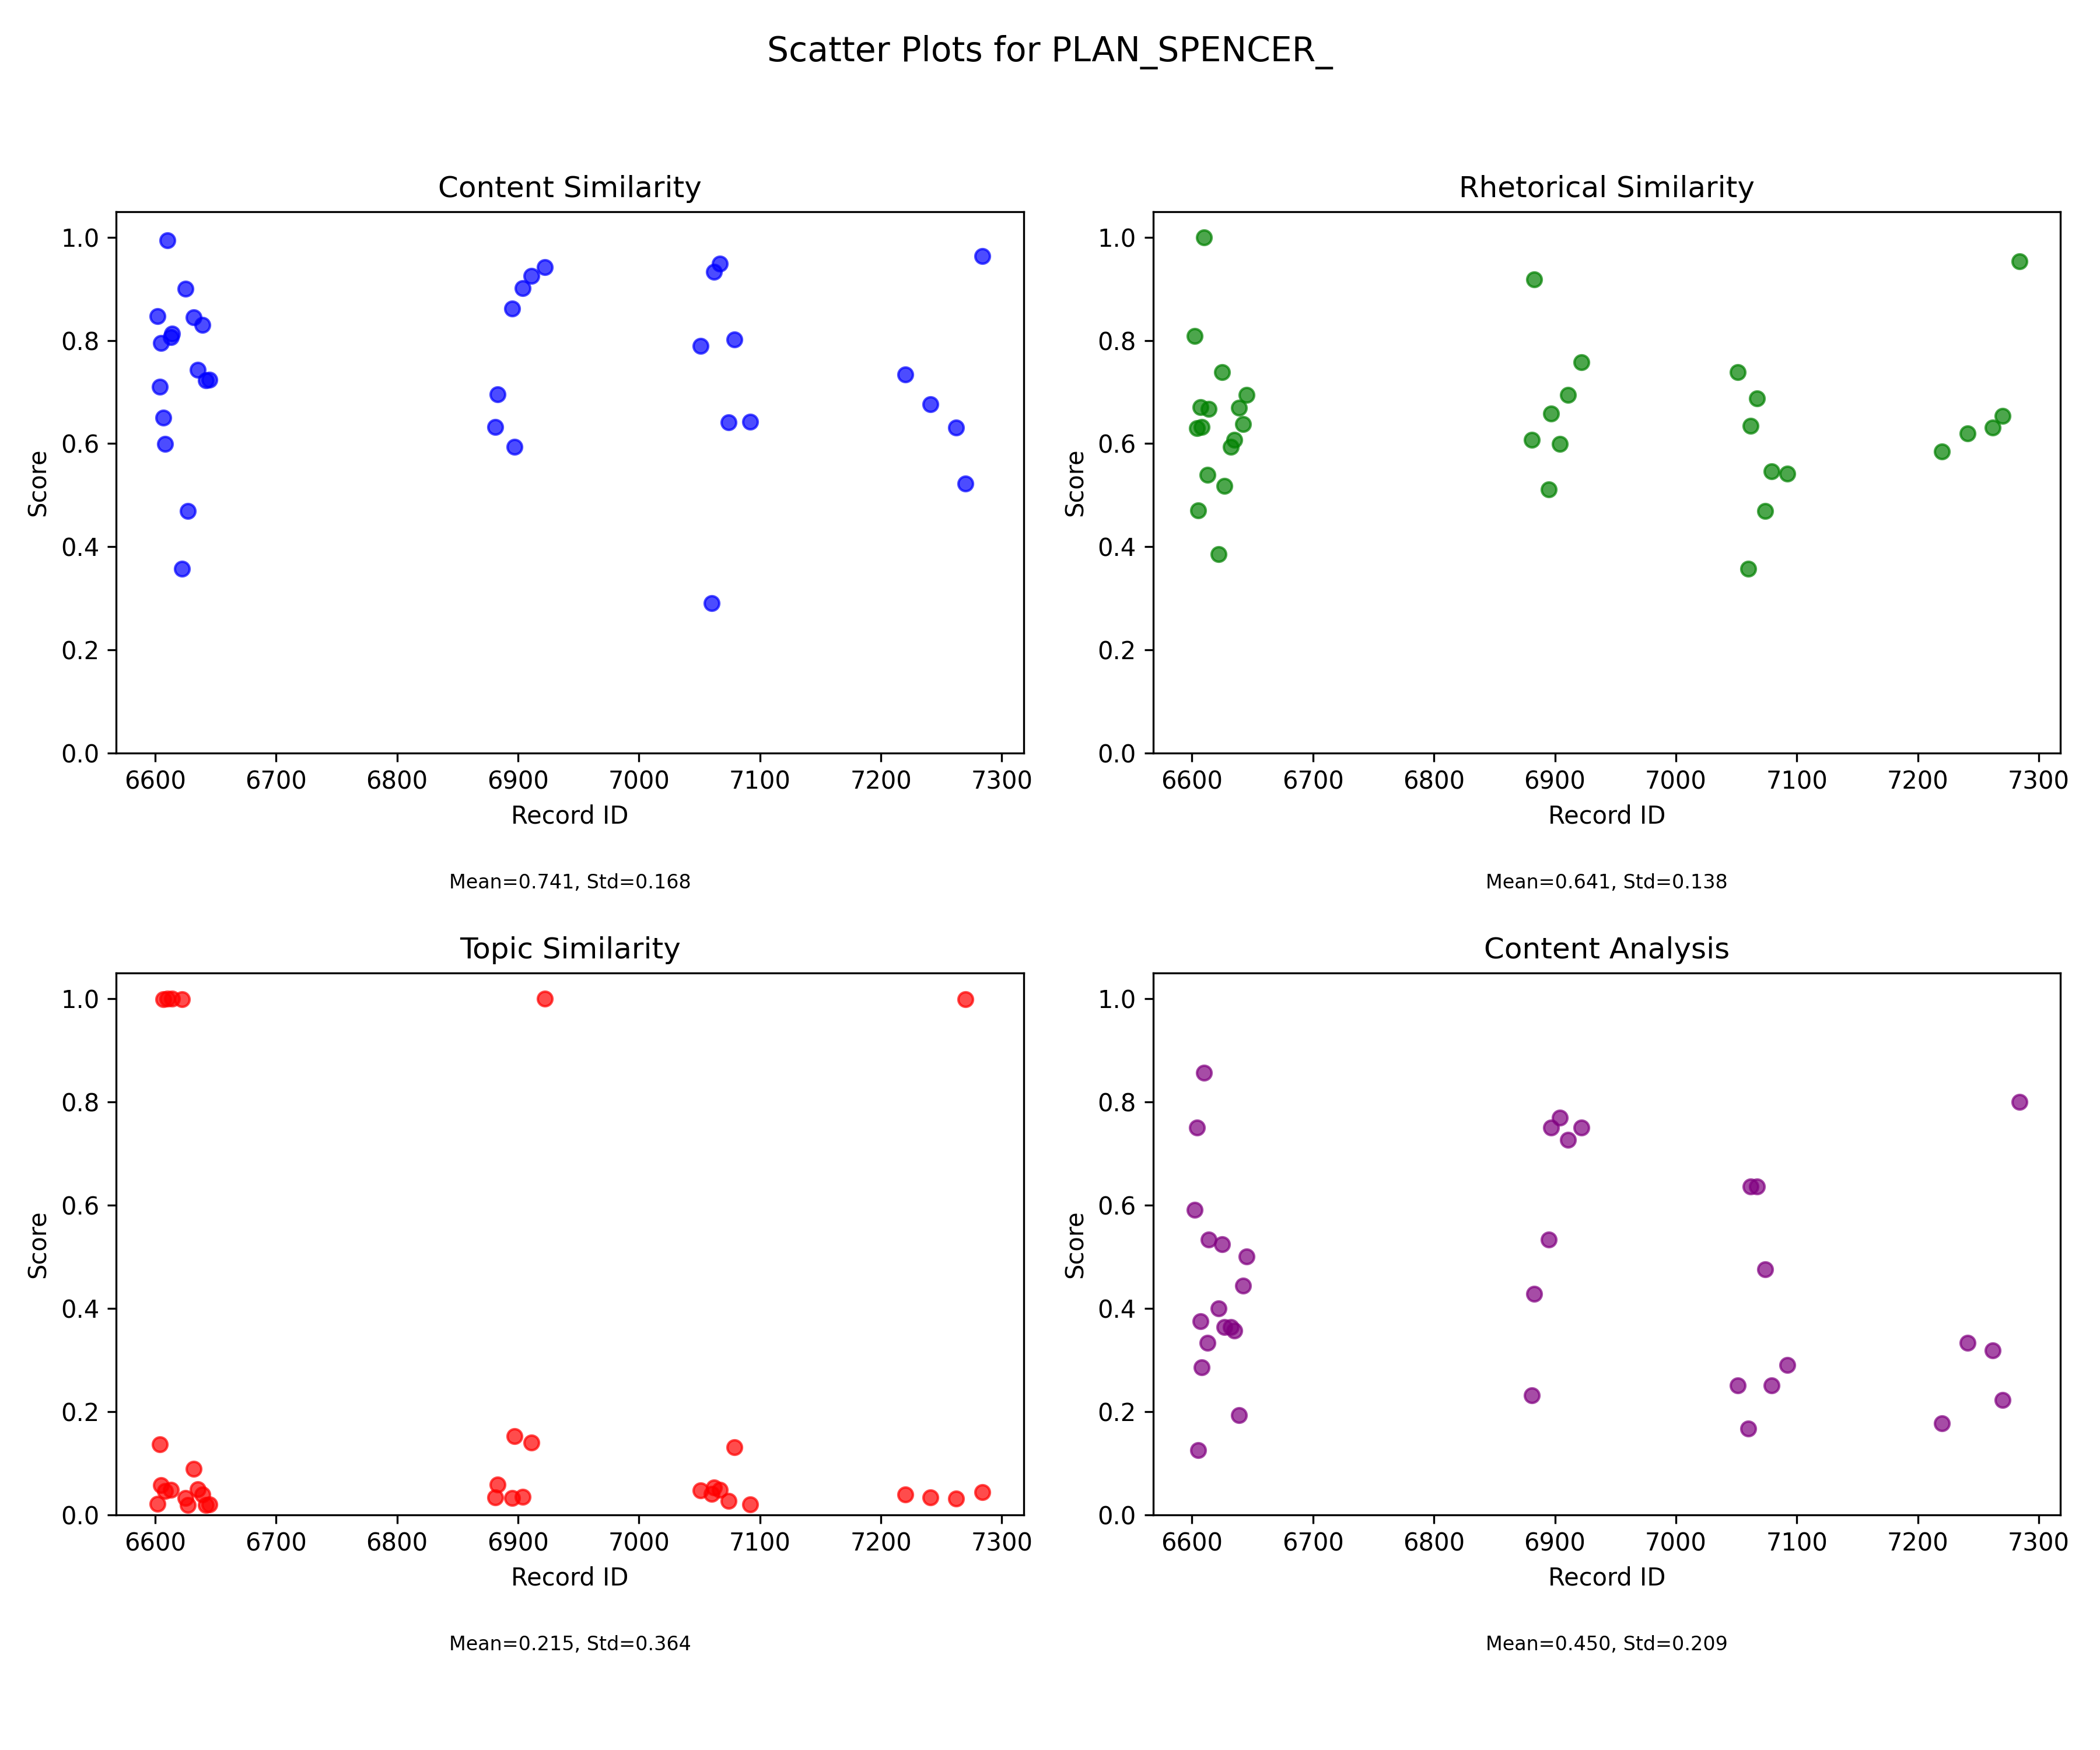 Scatter Plots for PLAN_SPENCER_
Content Similarity
1.0
0.8
0.6
0.4
0.2
0.0
Score
6600 6700 6800 6900 7000 7100 7200 7300
Record ID
Mean=0.741, Std=0.168
Rhetorical Similarity
1.0
0.8
0.6
0.4
0.2
0.0
Score
6600 6700 6800 6900 7000 7100 7200 7300
Record ID
Mean=0.641, Std=0.138
Topic Similarity
1.0
0.8
0.6
0.4
0.2
0.0
Score
6600 6700 6800 6900 7000 7100 7200 7300
Record ID
Mean=0.215, Std=0.364
Content Analysis
1.0
0.8
0.6
0.4
0.2
0.0
Score
6600 6700 6800 6900 7000 7100 7200 7300
Record ID
Mean=0.450, Std=0.209